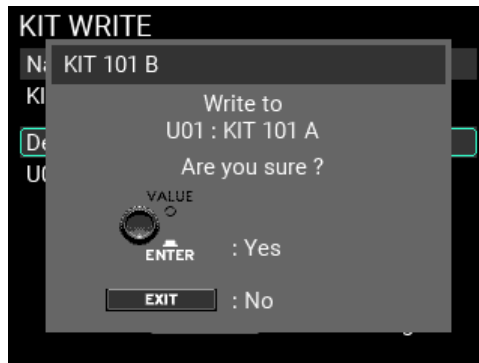 KIT WRITE
KIT 101 B
Write to
U01 : KIT 101 A
Are you sure ?
VALUE
ENTER
: Yes
EXIT
: No